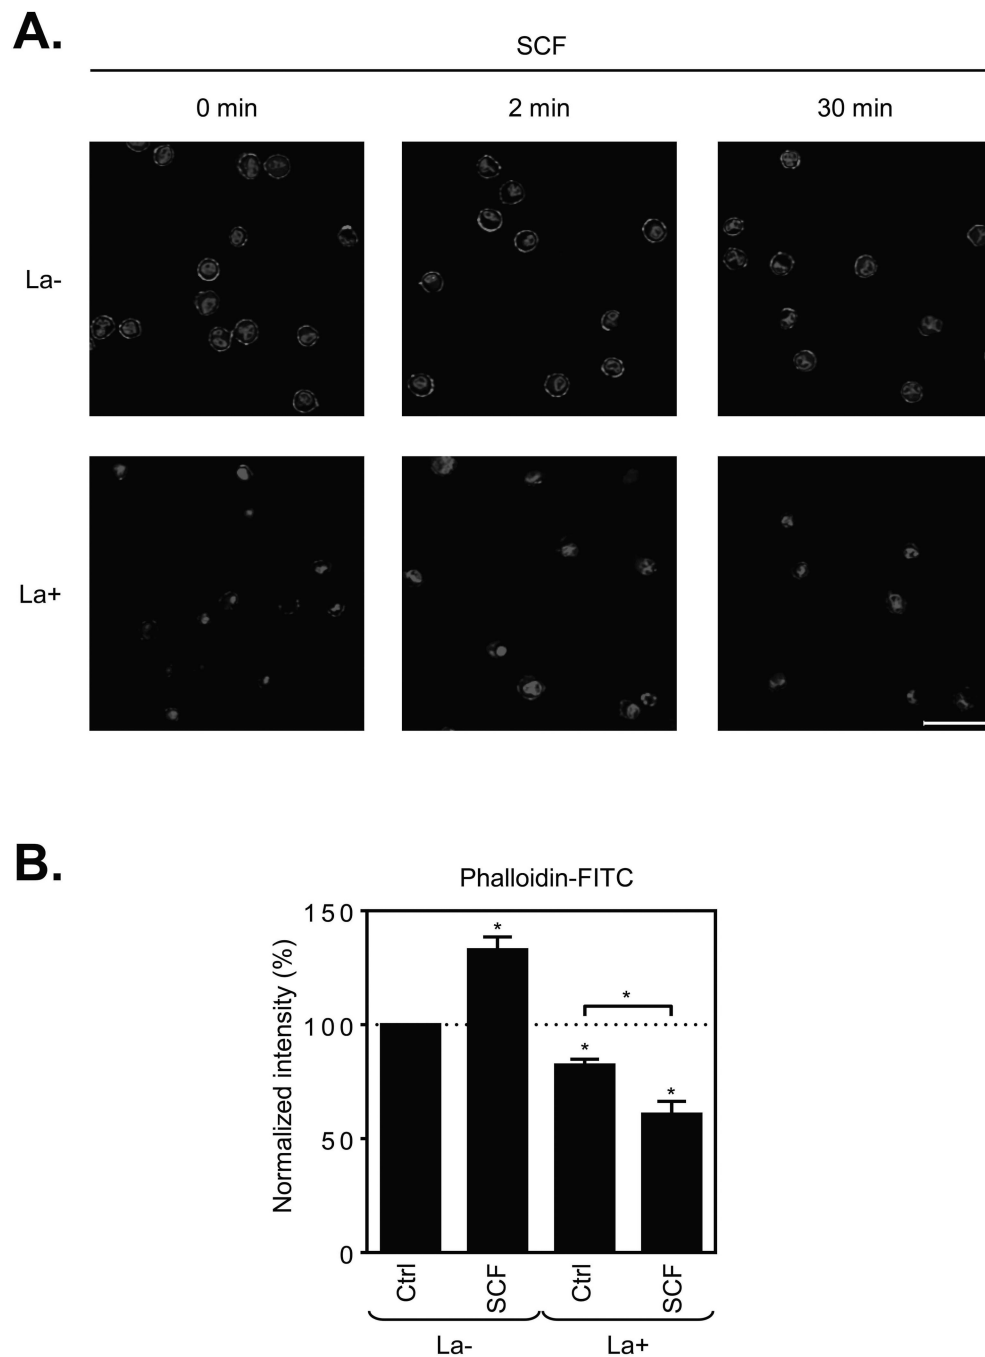 A.
SCF
0 min 2 min 30 min
La-
La+
B.
Phalloidin-FITC
Normalized intensity (%)
150
*
*
100
*
*
50
0
Ctrl SCF Ctrl SCF
La- La+